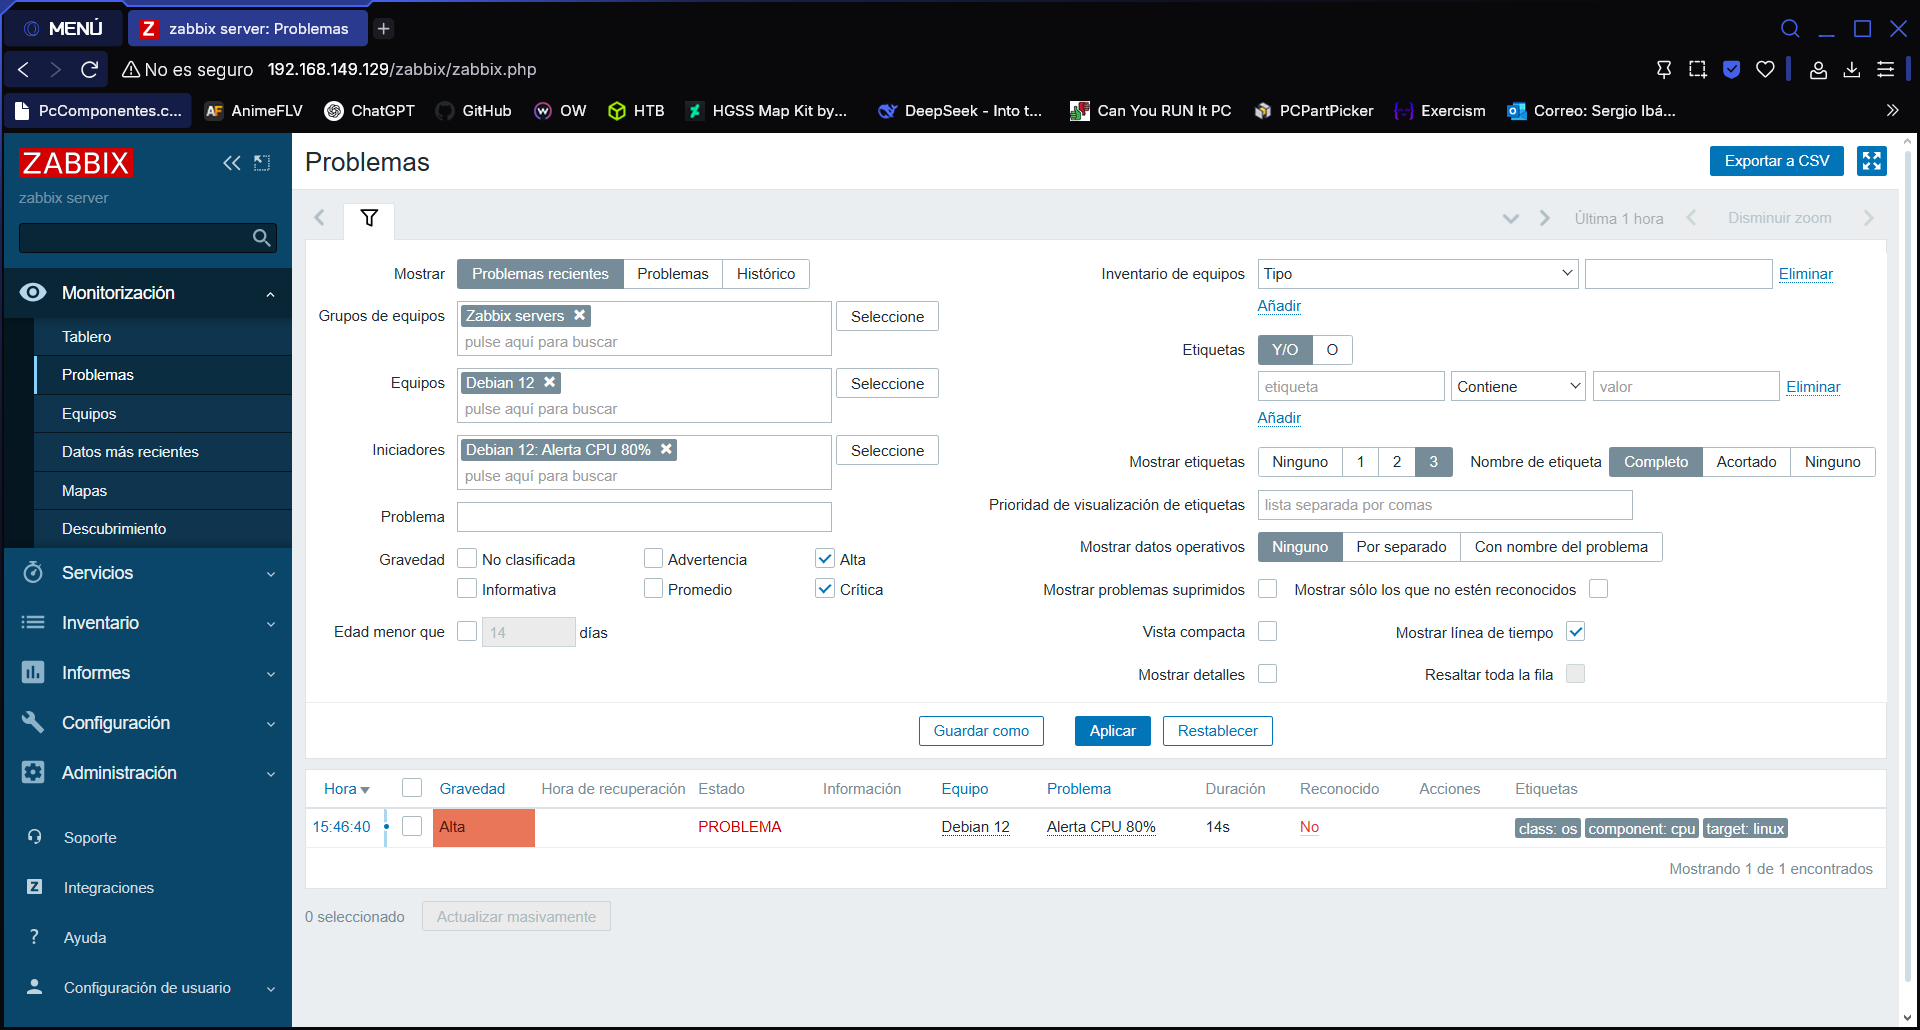 MENÚ
zabbix server: Problemas
No es seguro 192.168.149.129/zabbix/zabbix.php
PcComponentes.c...
AnimeFLV
ChatGPT
GitHub
OW
HTB
HGSS Map Kit by...
DeepSeek - Into t...
Can You RUN It PC
PCPartPicker
Exercism
Correo: Sergio Ibá...
ZABBIX
zabbix server
Monitorización
Tablero
Problemas
Equipos
Datos más recientes
Mapas
Descubrimiento
Servicios
Inventario
Informes
Configuración
Administración
Soporte
Integraciones
Ayuda
Configuración de usuario
Problemas
Exportar a CSV
Última 1 hora
Disminuir zoom
Mostrar Problemas recientes Problemas Histórico
Grupos de equipos Zabbix servers Seleccione
pulse aquí para buscar
Equipos Debian 12 Seleccione
pulse aquí para buscar
Iniciadores Debian 12: Alerta CPU 80% Seleccione
pulse aquí para buscar
Problema
Gravedad No clasificada Advertencia Alta
Informativa Promedio Crítica
Edad menor que 14 días
Inventario de equipos Tipo Eliminar
Añadir
Etiquetas Y/O O
etiqueta Contiene valor Eliminar
Añadir
Mostrar etiquetas Ninguno 1 2 3 Nombre de etiqueta Completo Acortado Ninguno
Prioridad de visualización de etiquetas lista separada por comas
Mostrar datos operativos Ninguno Por separado Con nombre del problema
Mostrar problemas suprimidos Mostrar sólo los que no estén reconocidos
Vista compacta Mostrar línea de tiempo
Mostrar detalles Resaltar toda la fila
Guardar como Aplicar Restablecer
Hora Gravedad Hora de recuperación Estado Información Equipo Problema Duración Reconocido Acciones Etiquetas
15:46:40 Alta PROBLEMA Debian 12 Alerta CPU 80% 14s No class: os component: cpu target: linux
Mostrando 1 de 1 encontrados
0 seleccionado Actualizar masivamente